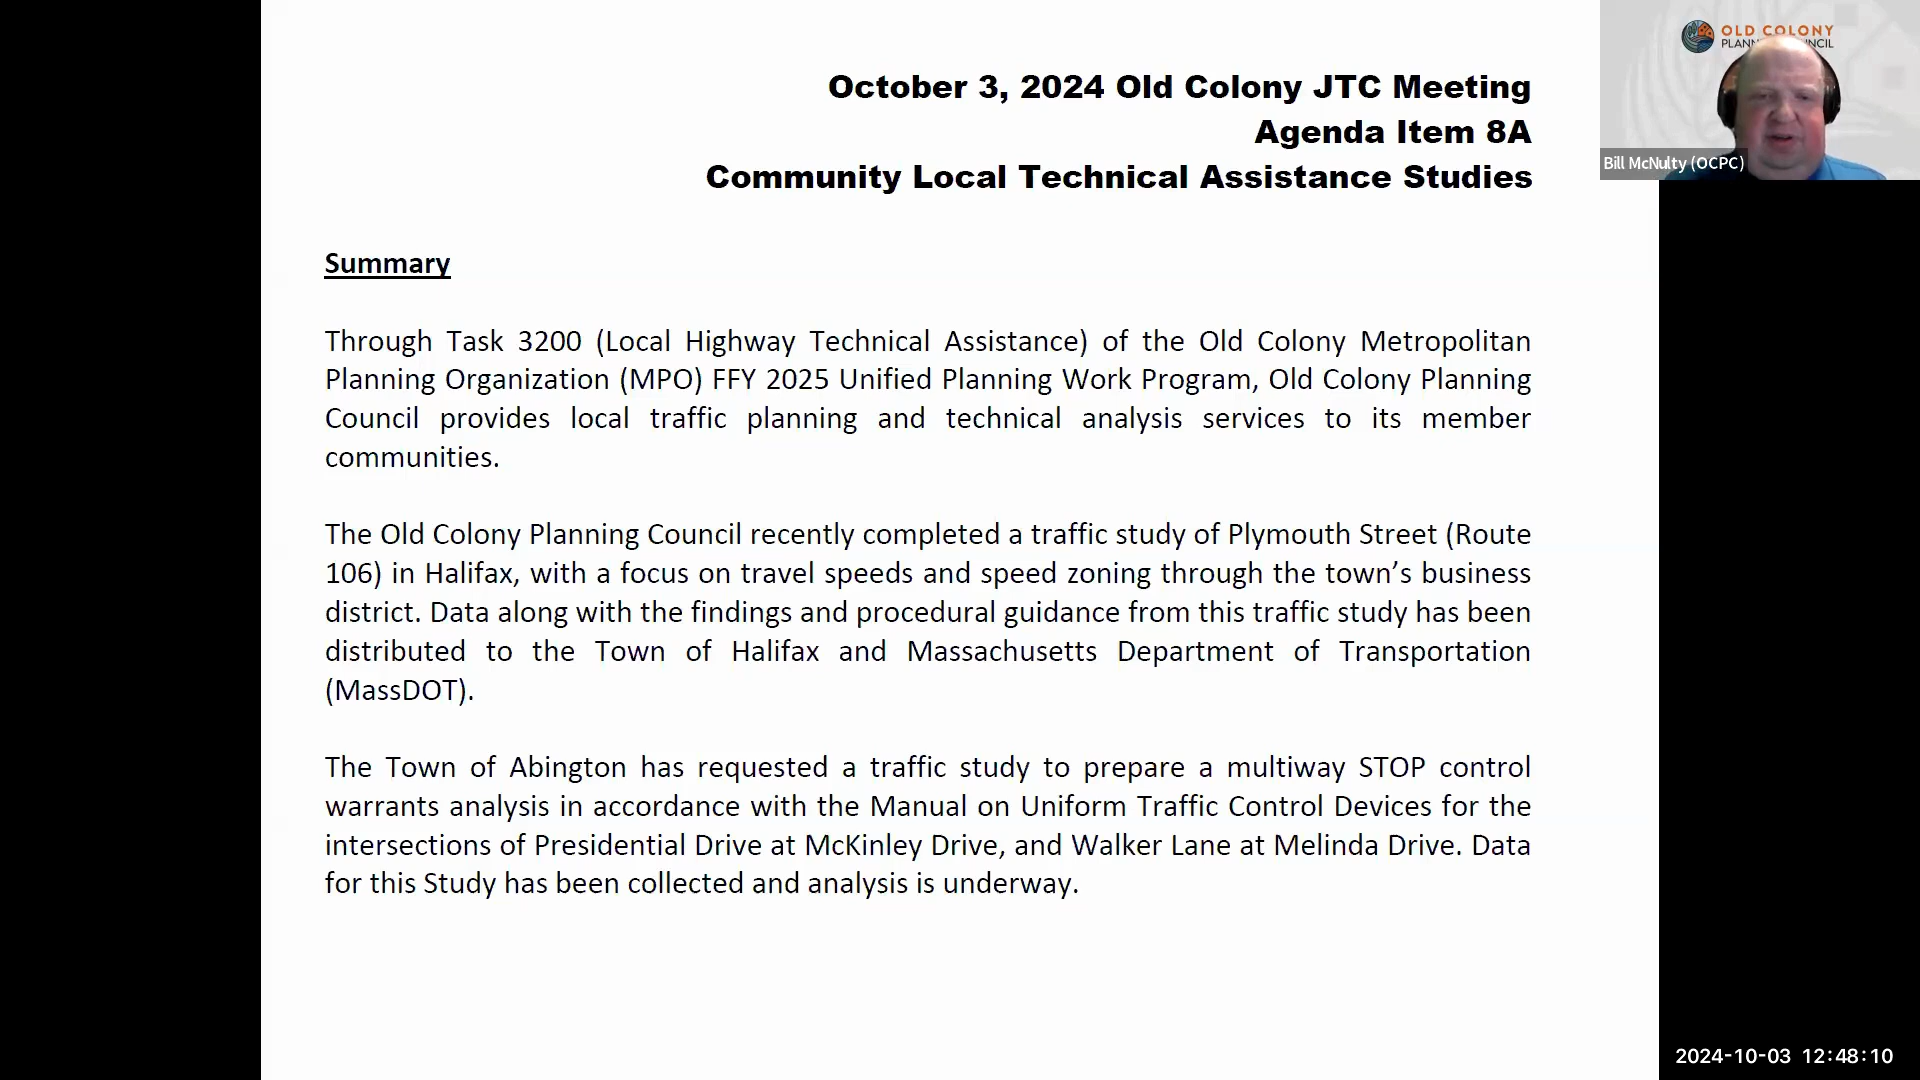 OLD COLONY
October 3, 2024 Old Colony JTC Meeting
Agenda Item 8A
Community Local Technical Assistance Studies
Bill McNulty (OCPC)
Summary
Through Task 3200 (Local Highway Technical Assistance) of the Old Colony Metropolitan
Planning Organization (MPO) FFY 2025 Unified Planning Work Program, Old Colony Planning
Council provides local traffic planning and technical analysis services to its member
communities.
The Old Colony Planning Council recently completed a traffic study of Plymouth Street (Route
106) in Halifax, with a focus on travel speeds and speed zoning through the town’s business
district. Data along with the findings and procedural guidance from this traffic study has been
distributed to the Town of Halifax and Massachusetts Department of Transportation
(MassDOT).
The Town of Abington has requested a traffic study to prepare a multiway STOP control
warrants analysis in accordance with the Manual on Uniform Traffic Control Devices for the
intersections of Presidential Drive at McKinley Drive, and Walker Lane at Melinda Drive. Data
for this Study has been collected and analysis is underway.
2024-10-03 12:48:10